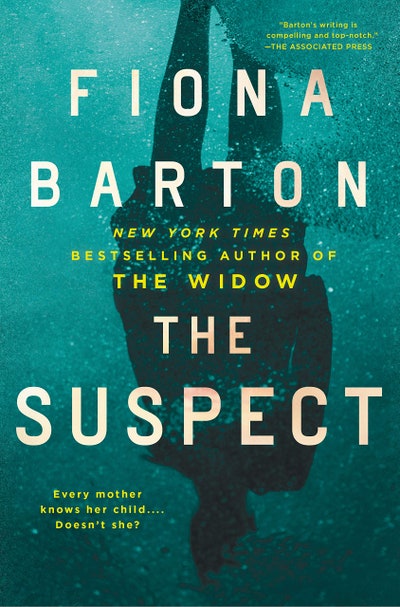 "Barton's writing is
compelling and top-notch."
—THE ASSOCIATED PRESS
FIONA
BARTON
NEW YORK TIMES
BESTSELLING AUTHOR OF
THE WIDOW
THE
SUSPECT
Every mother
knows her child....
Doesn't she?